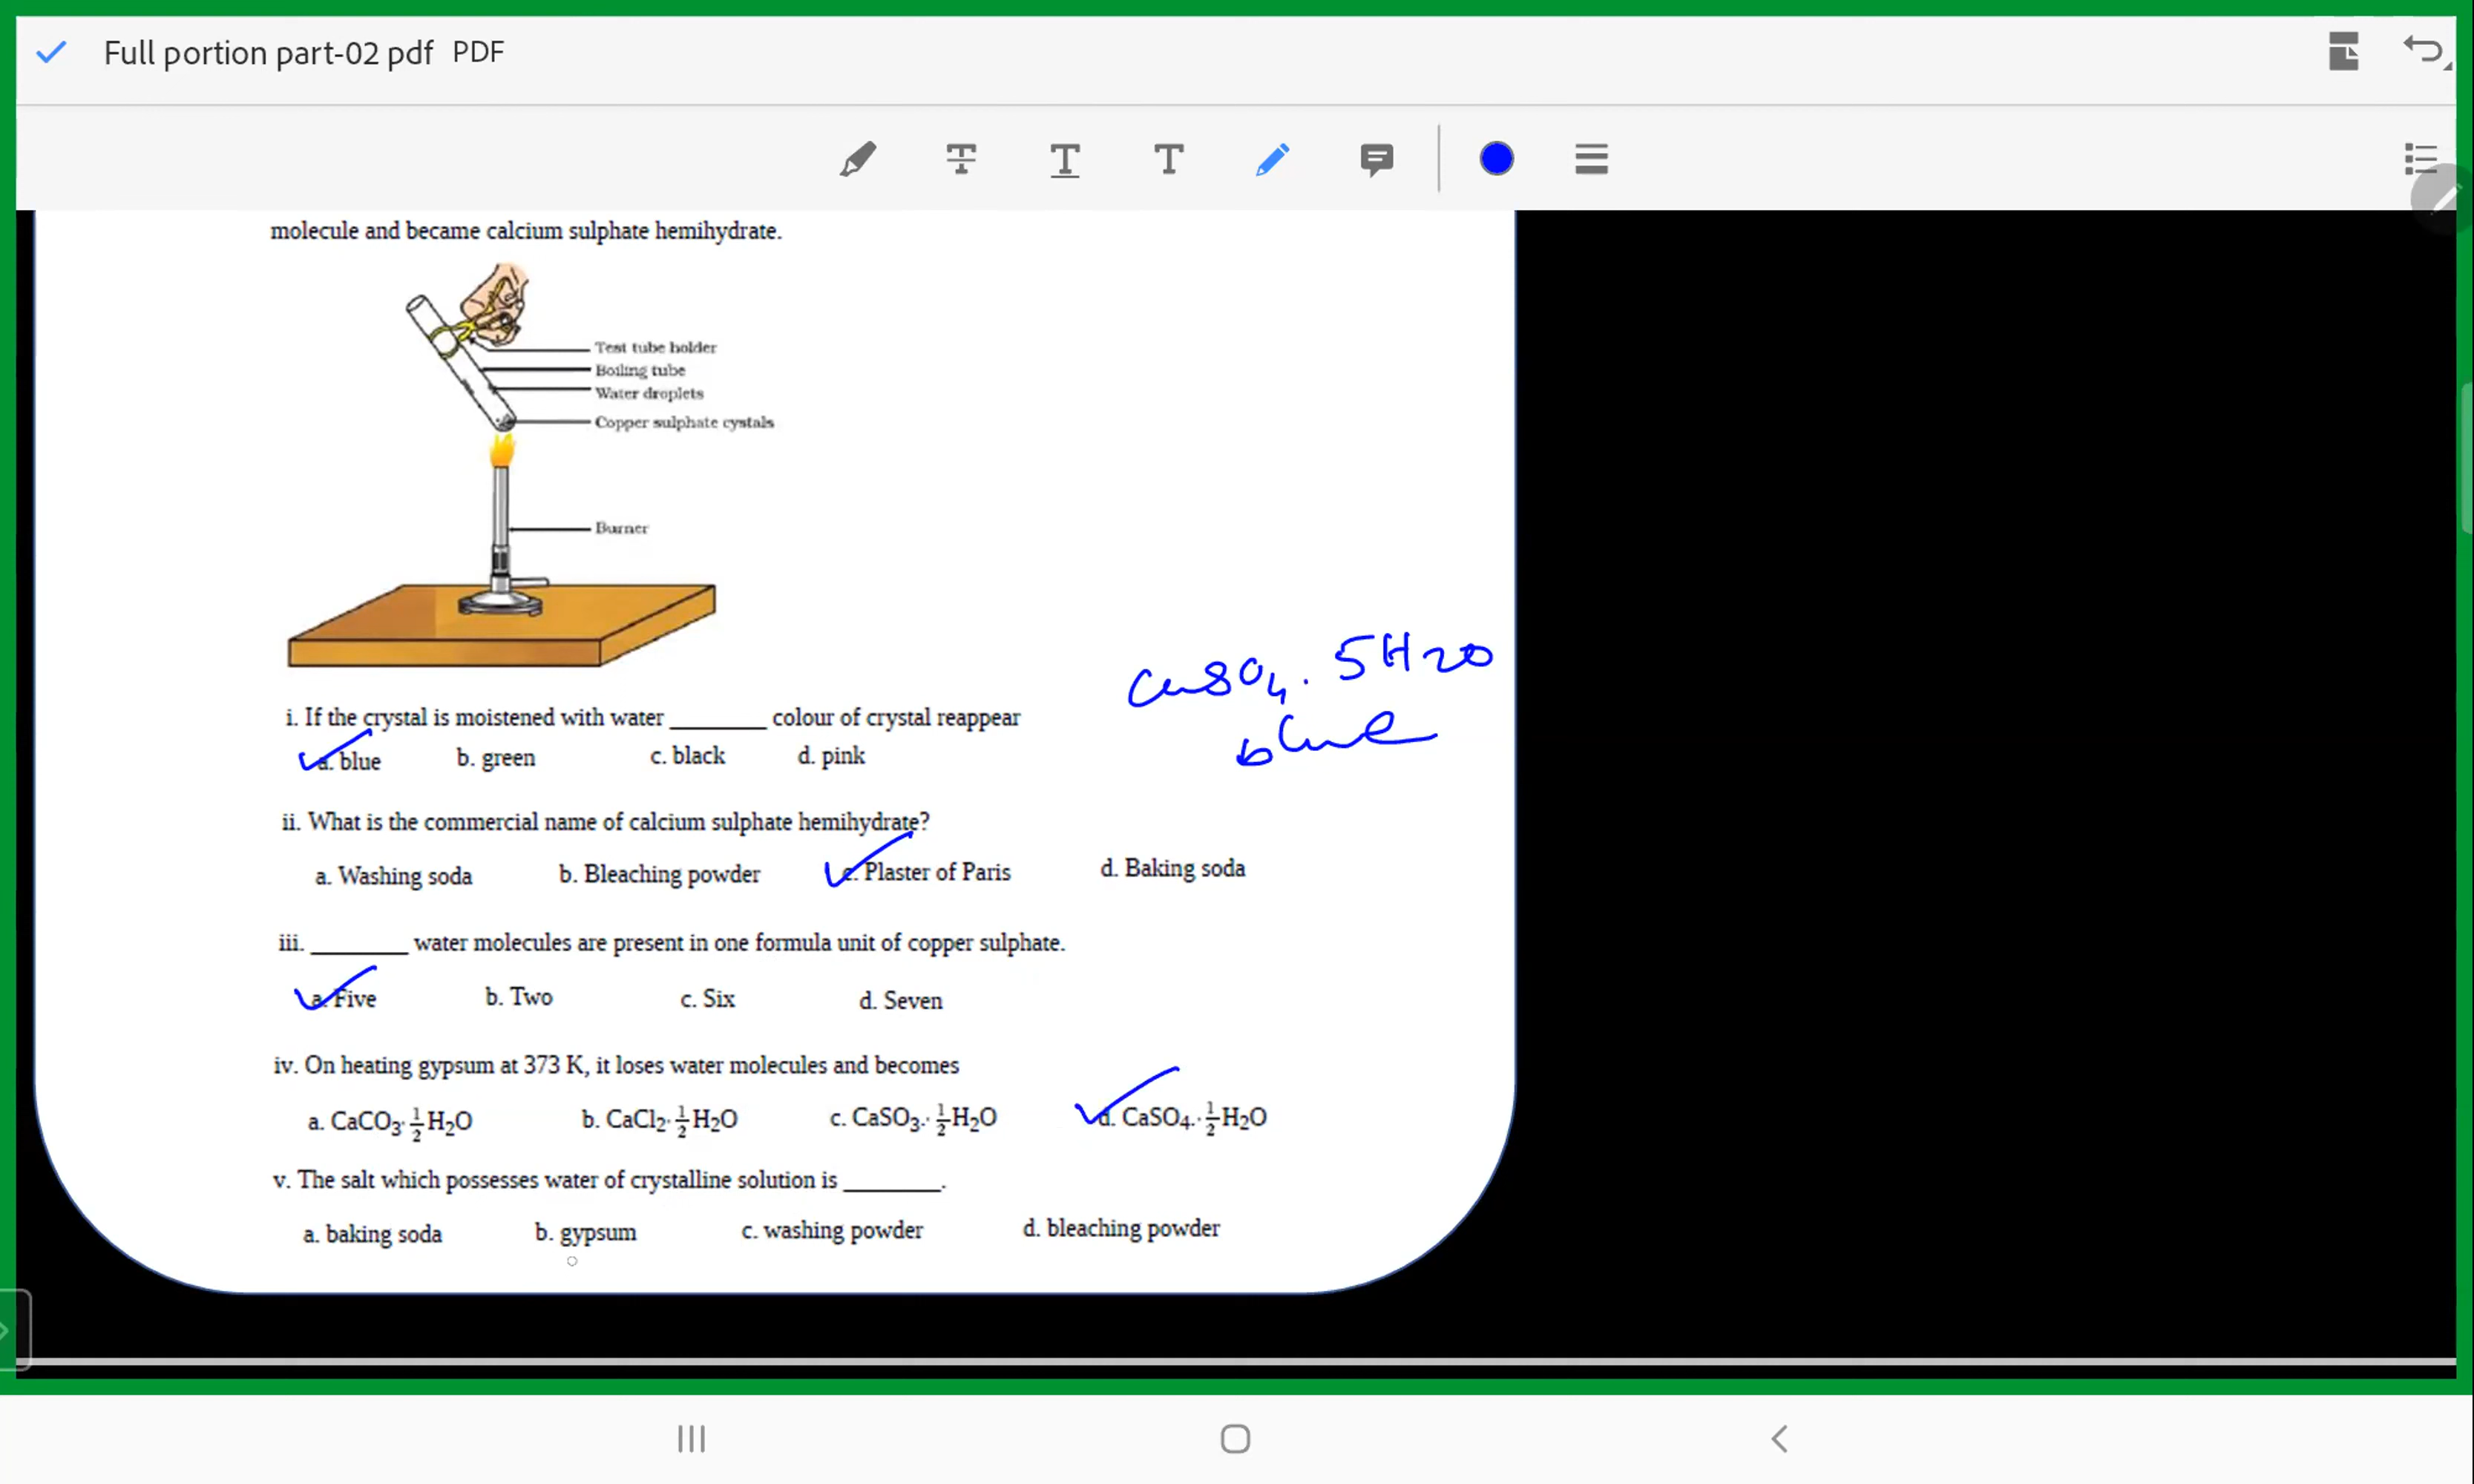 Full portion part-02 pdf PDF
molecule and became calcium sulphate hemihydrate.
Test tube holder
Boiling tube
Water droplets
Copper sulphate cystals
Burner
CuSO4. 5H2O
blue
i. If the crystal is moistened with water ________ colour of crystal reappear
a. blue b. green c. black d. pink
ii. What is the commercial name of calcium sulphate hemihydrate?
a. Washing soda b. Bleaching powder c. Plaster of Paris d. Baking soda
iii. ________ water molecules are present in one formula unit of copper sulphate.
a. Five b. Two c. Six d. Seven
iv. On heating gypsum at 373 K, it loses water molecules and becomes
a. CaCO3·1/2H2O b. CaCl2·1/2H2O c. CaSO3.·1/2H2O d. CaSO4.·1/2H2O
v. The salt which possesses water of crystalline solution is ________.
a. baking soda b. gypsum c. washing powder d. bleaching powder